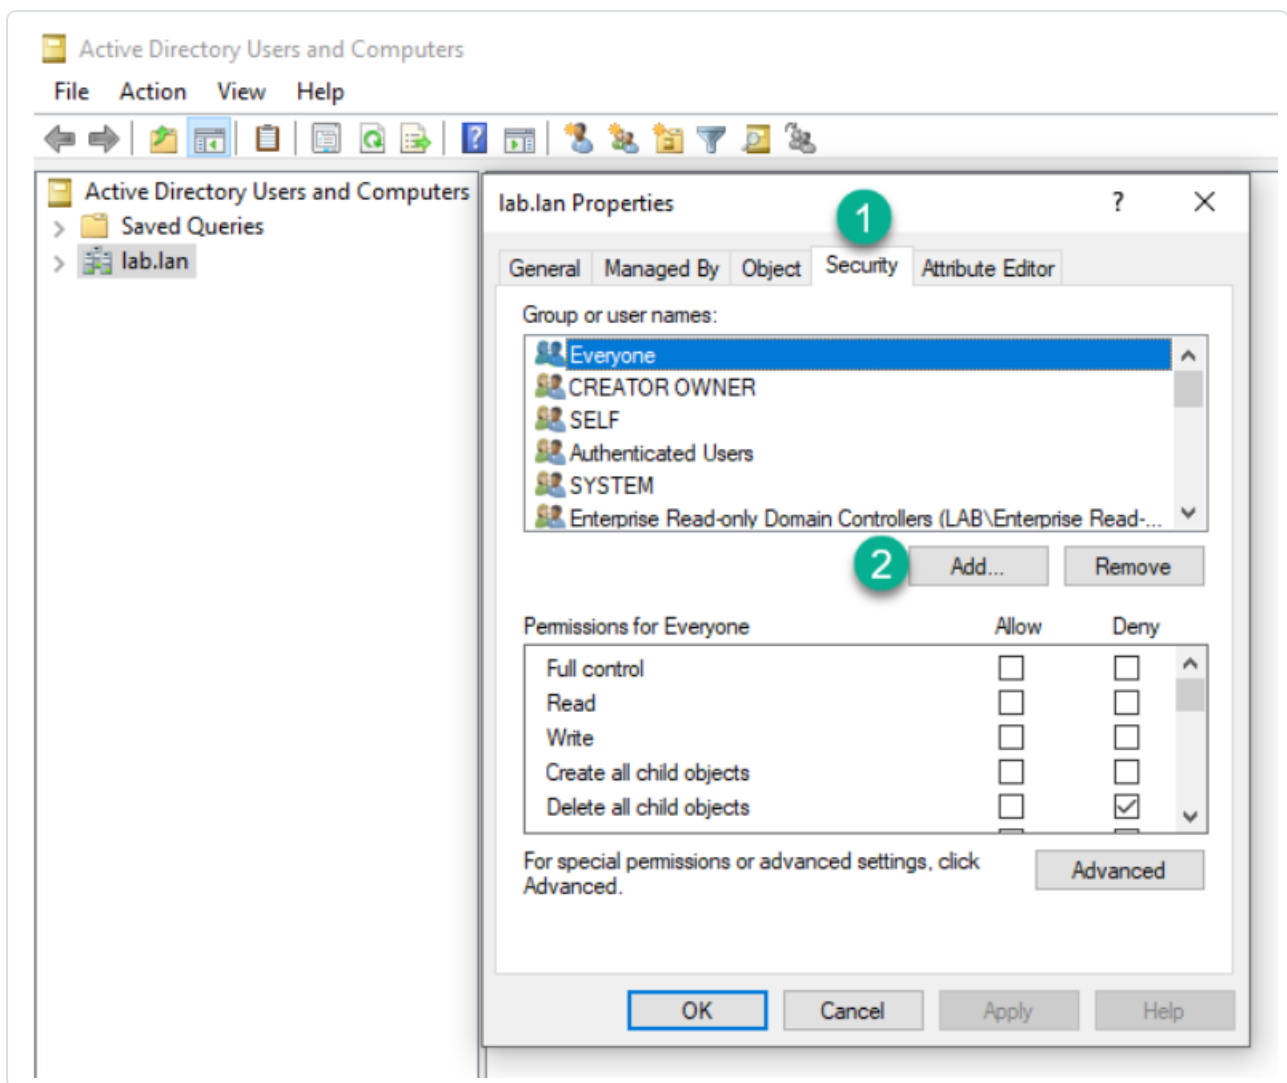 Active Directory Users and Computers
File Action View Help
Active Directory Users and Computers
Saved Queries
lab.lan
lab.lan Properties
?
1
General Managed By Object Security Attribute Editor
Group or user names:
Everyone
CREATOR OWNER
SELF
Authenticated Users
SYSTEM
Enterprise Read-only Domain Controllers (LAB\Enterprise Read-...
2 Add... Remove
Permissions for Everyone Allow Deny
Full control
Read
Write
Create all child objects
Delete all child objects
For special permissions or advanced settings, click
Advanced.
Advanced
OK Cancel Apply Help